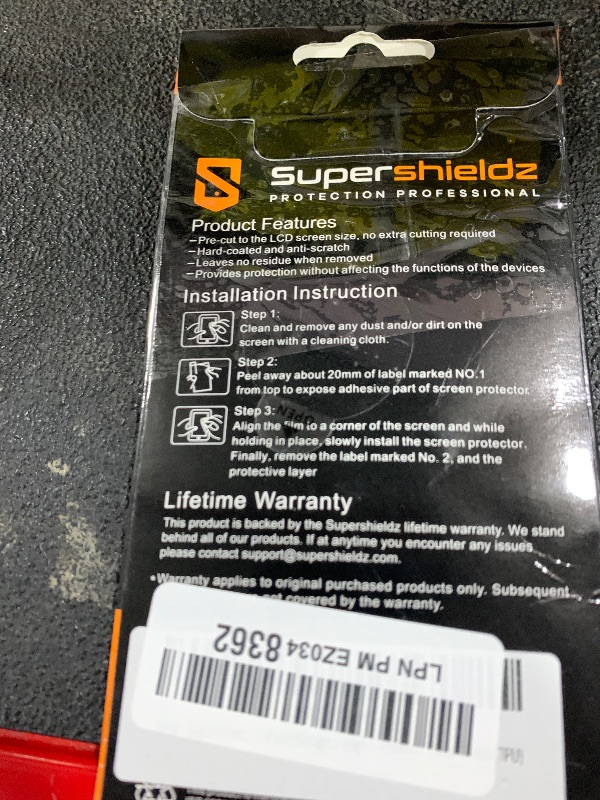 Supershieldz
PROTECTION PROFESSIONAL
Product Features
–Pre-cut to the LCD screen size, no extra cutting required
–Hard-coated and anti-scratch
–Leaves no residue when removed
–Provides protection without affecting the functions of the devices
Installation Instruction
Step 1:
Clean and remove any dust and/or dirt on the
screen with a cleaning cloth.
Step 2:
Peel away about 20mm of label marked NO.1
from top to expose adhesive part of screen protector.
Step 3:
OPEN
Align the film to a corner of the screen and while
holding in place, slowly install the screen protector.
Finally, remove the label marked No. 2, and the
protective layer
Lifetime Warranty
This product is backed by the Supershieldz lifetime warranty. We stand
behind all of our products. If at anytime you encounter any issues
please contact support@supershieldz.com.
*Warranty applies to original purchased products only. Subsequent
not covered by the warranty.
LPN PM EZ034 8362
TPU)